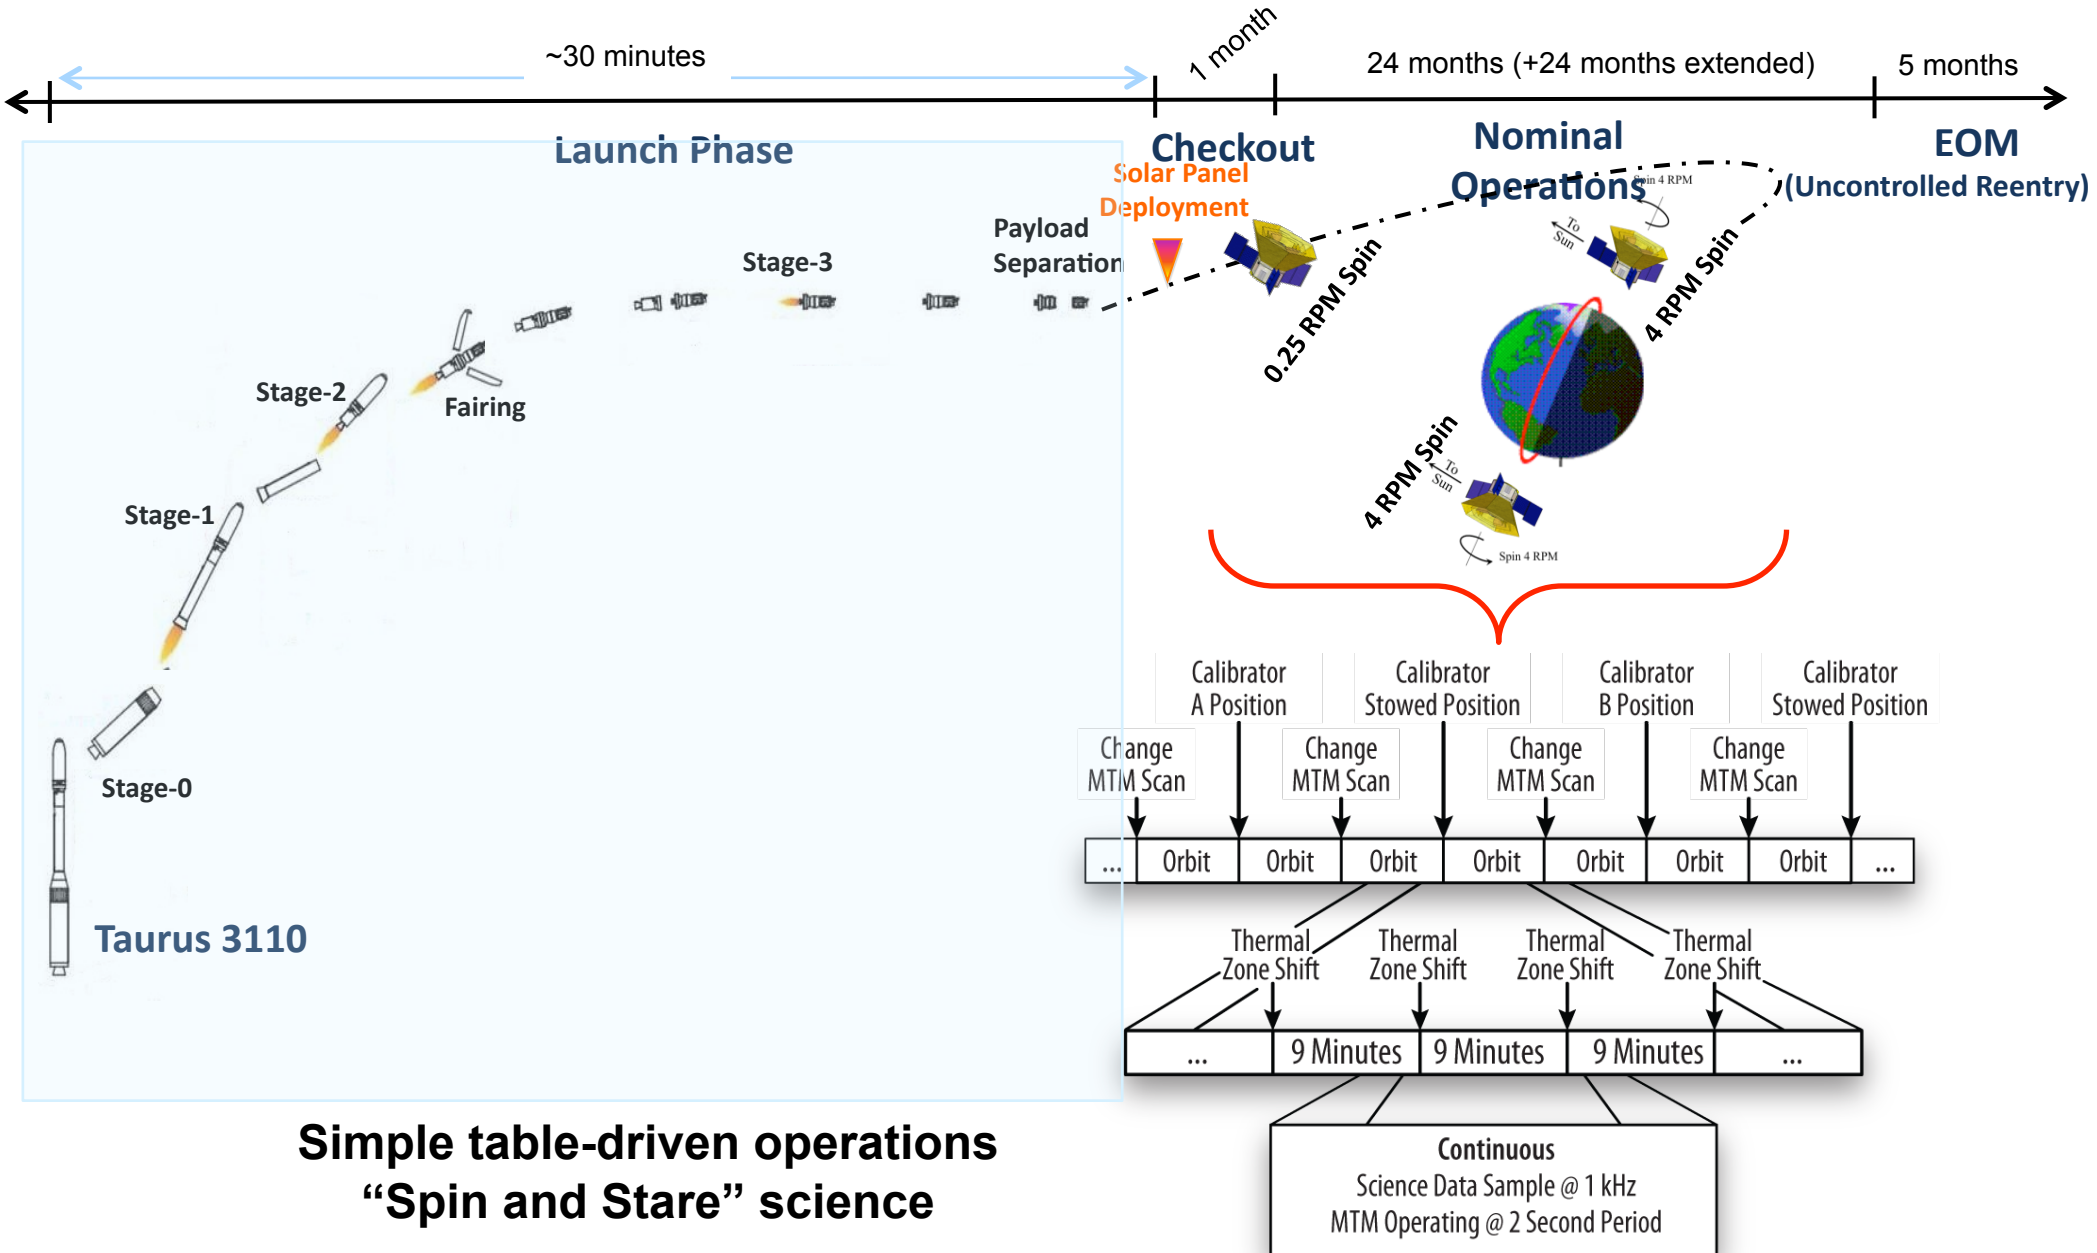 ~30 minutes
1 month
24 months (+24 months extended)
5 months
Launch Phase
Checkout
Nominal
Operations
EOM
(Uncontrolled Reentry)
Solar Panel
Deployment
Payload
Separation
Stage-3
Stage-2
Fairing
Stage-1
Stage-0
Taurus 3110
0.25 RPM Spin
Spin 4 RPM
To
Sun
4 RPM Spin
4 RPM Spin
To
Sun
Spin 4 RPM
Calibrator
A Position
Calibrator
Stowed Position
Calibrator
B Position
Calibrator
Stowed Position
Change
MTM Scan
Change
MTM Scan
Change
MTM Scan
Change
MTM Scan
... Orbit Orbit Orbit Orbit Orbit Orbit Orbit ...
Thermal
Zone Shift
Thermal
Zone Shift
Thermal
Zone Shift
Thermal
Zone Shift
... 9 Minutes 9 Minutes 9 Minutes ...
Continuous
Science Data Sample @ 1 kHz
MTM Operating @ 2 Second Period
Simple table-driven operations
“Spin and Stare” science